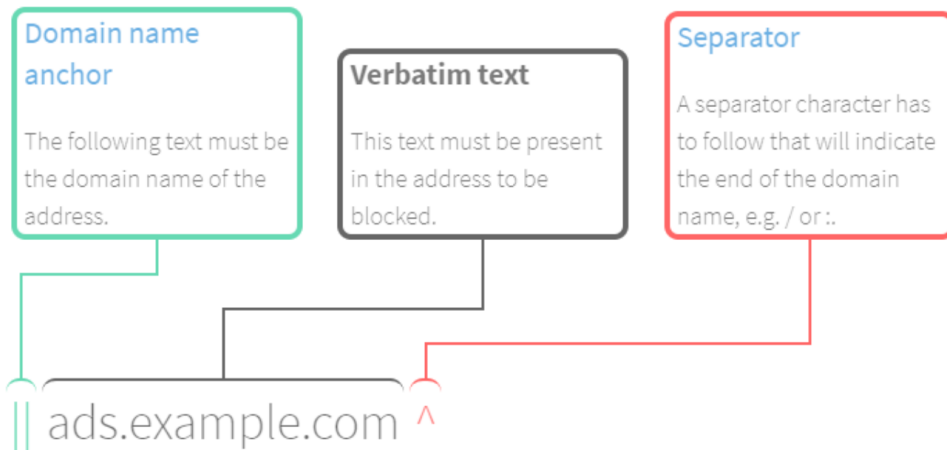 Domain name
anchor
The following text must be
the domain name of the
address.
Verbatim text
This text must be present
in the address to be
blocked.
Separator
A separator character has
to follow that will indicate
the end of the domain
name, e.g. / or :.
||ads.example.com^